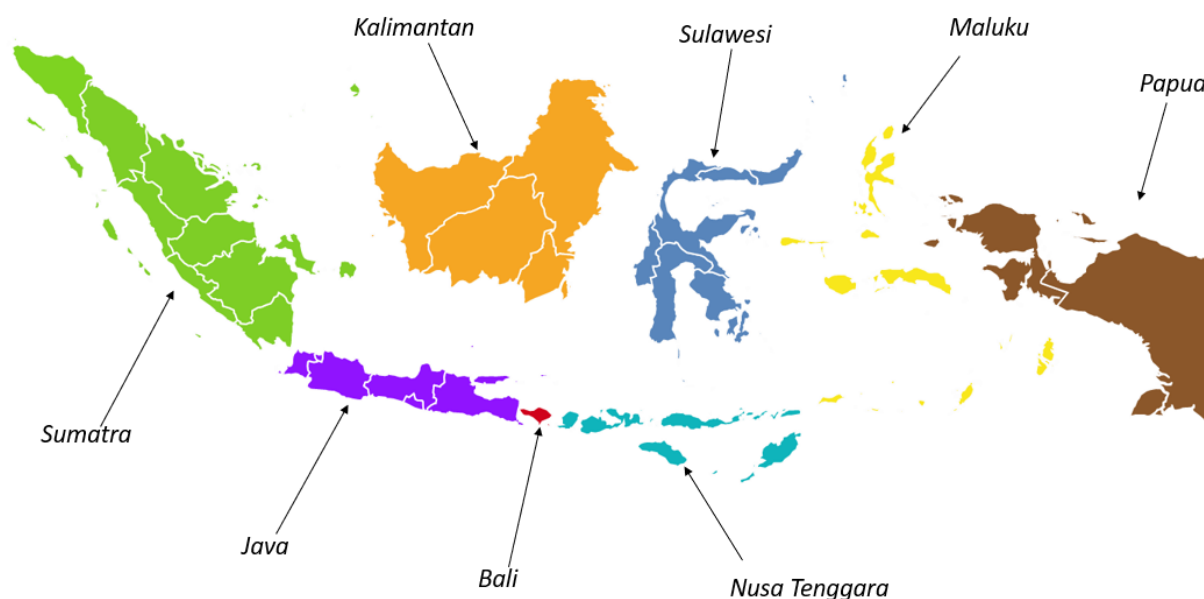 Kalimantan
Sulawesi
Maluku
Papua
Sumatra
Java
Bali
Nusa Tenggara